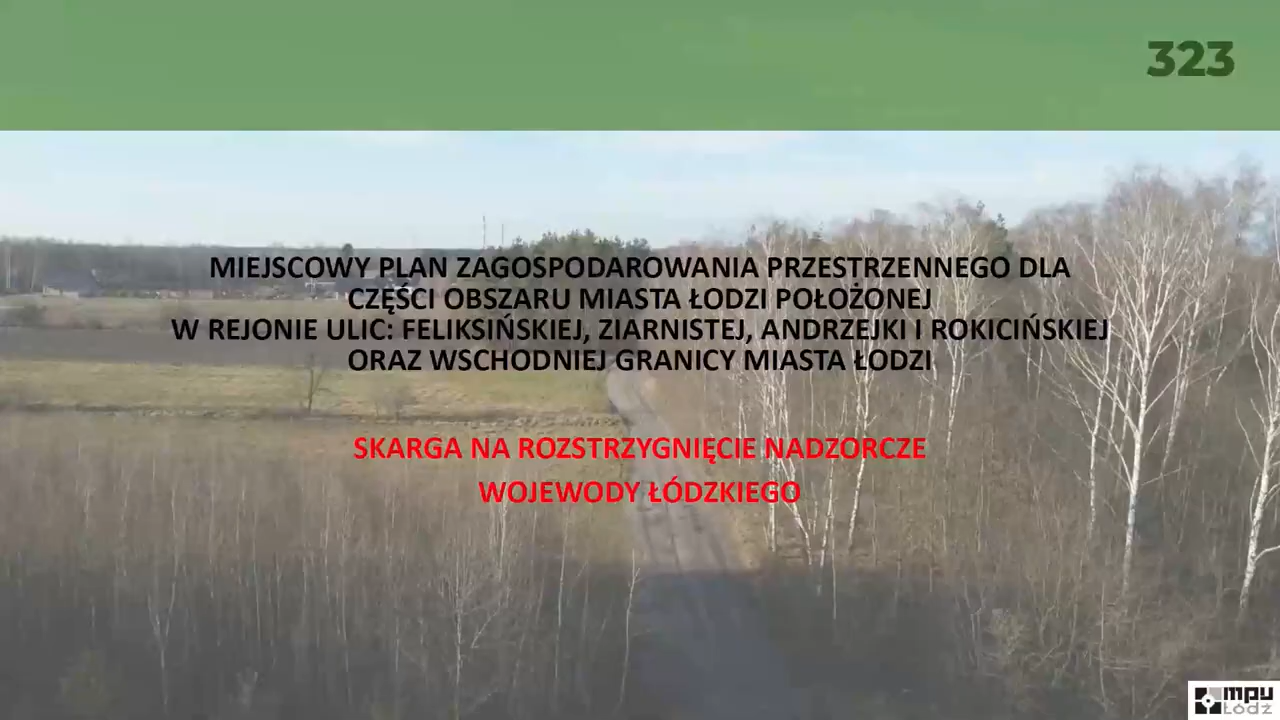 323
MIEJSCOWY PLAN ZAGOSPODAROWANIA PRZESTRZENNEGO DLA
CZĘŚCI OBSZARU MIASTA ŁODZI POŁOŻONEJ
W REJONIE ULIC: FELIKSIŃSKIEJ, ZIARNISTEJ, ANDRZEJKI I ROKICIŃSKIEJ
ORAZ WSCHODNIEJ GRANICY MIASTA ŁODZI
SKARGA NA ROZSTRZYGNIĘCIE NADZORCZE
WOJEWODY ŁÓDZKIEGO
mpu
Łódź